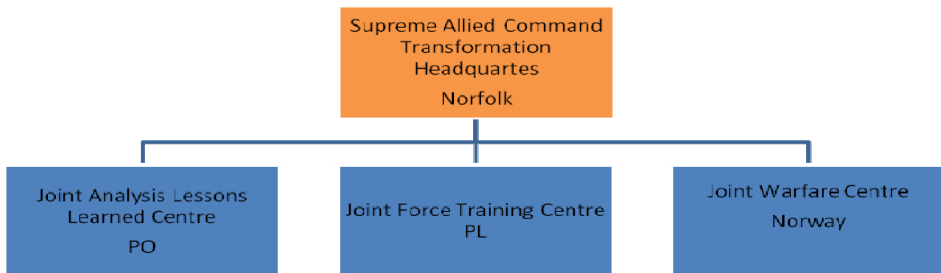 Supreme Allied Command
Transformation
Headquartes
Norfolk
Joint Analysis Lessons
Learned Centre
PO
Joint Force Training Centre
PL
Joint Warfare Centre
Norway